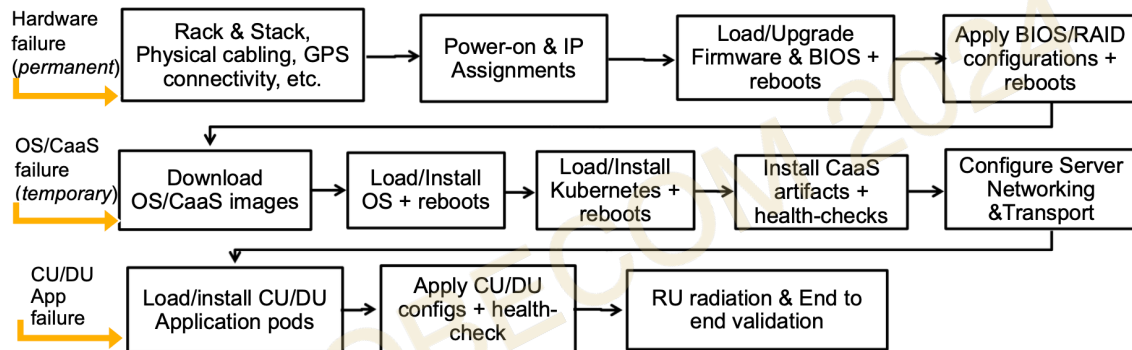 Hardware
failure
(permanent)
Rack & Stack,
Physical cabling, GPS
connectivity, etc.
Power-on & IP
Assignments
Load/Upgrade
Firmware & BIOS +
reboots
Apply BIOS/RAID
configurations +
reboots
OS/CaaS
failure
(temporary)
Download
OS/CaaS images
Load/Install
OS + reboots
Load/Install
Kubernetes +
reboots
Install CaaS
artifacts +
health-checks
Configure Server
Networking
&Transport
CU/DU
App
failure
Load/install CU/DU
Application pods
Apply CU/DU
configs + health-
check
RU radiation & End to
end validation